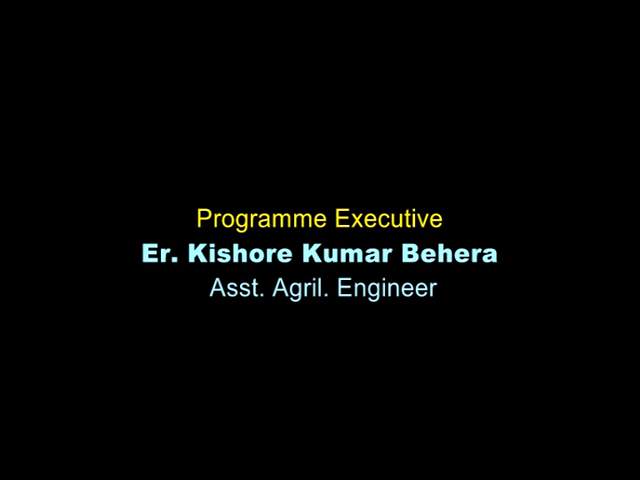 Programme Executive
Er. Kishore Kumar Behera
Asst. Agril. Engineer